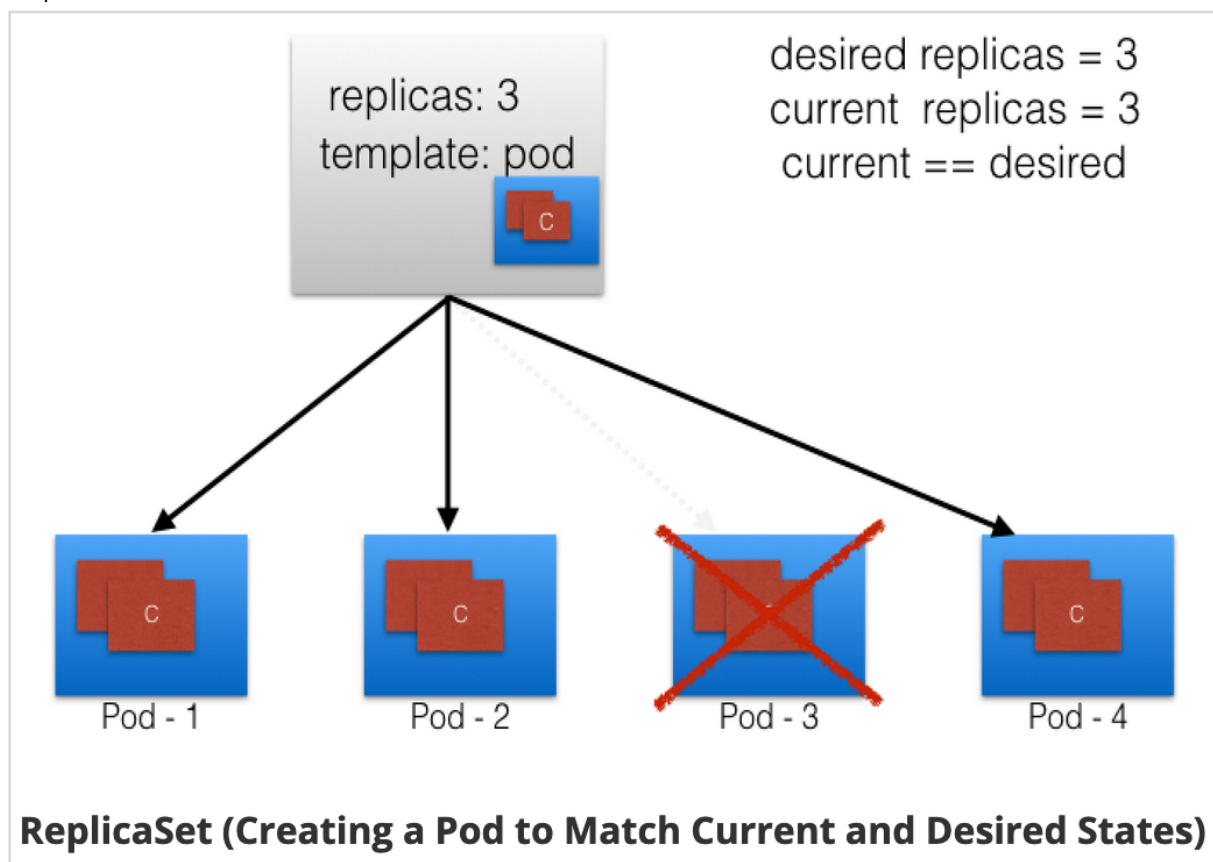 replicas: 3
template: pod
C
desired replicas = 3
current replicas = 3
current == desired
C
C
C
Pod - 1
Pod - 2
Pod - 3
Pod - 4
ReplicaSet (Creating a Pod to Match Current and Desired States)